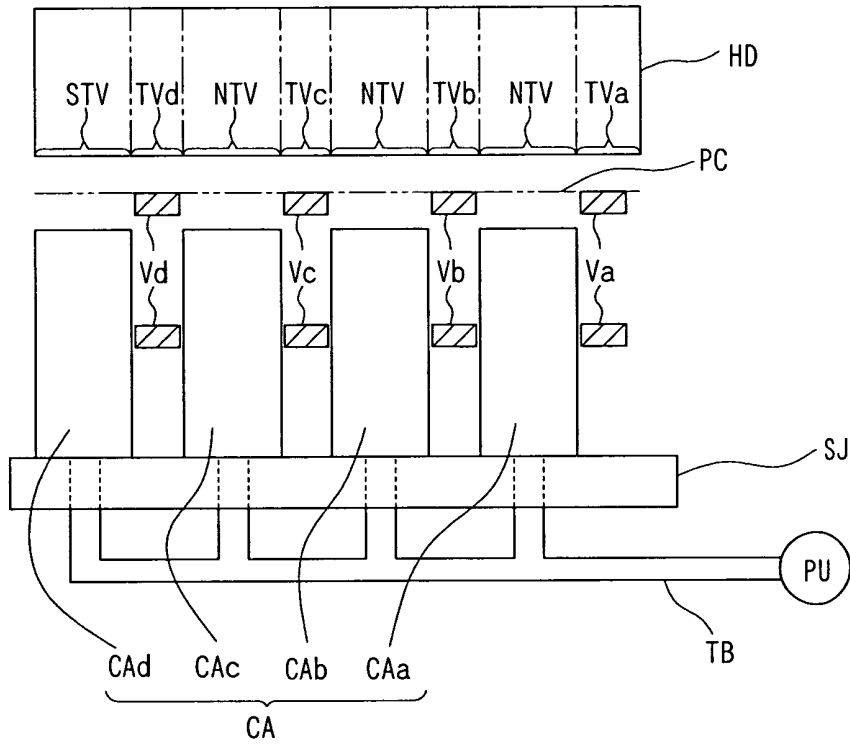 HD
STV TVd NTV TVc NTV TVb NTV TVa
PC
Vd Vc Vb Va
SJ
PU
TB
CAd CAc CAb CAa
CA